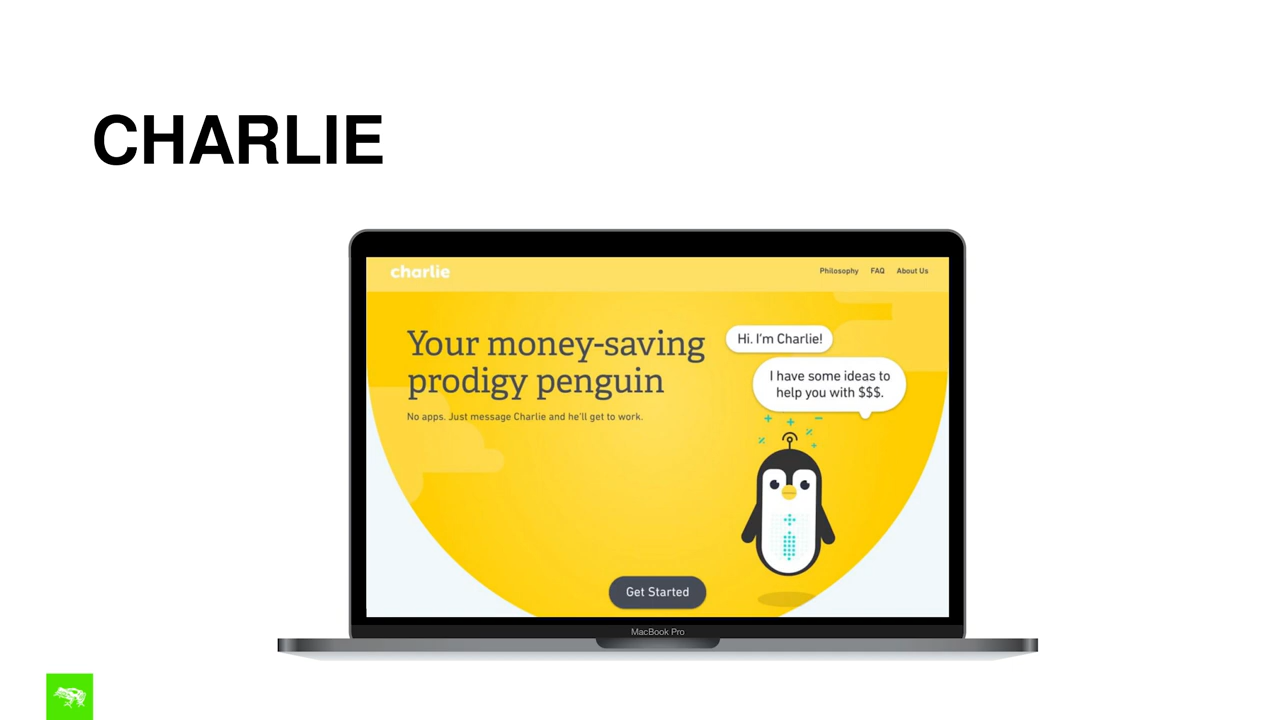 CHARLIE
charlie
Philosophy FAQ About Us
Your money-saving
prodigy penguin
No apps. Just message Charlie and he'll get to work.
Hi. I'm Charlie!
I have some ideas to
help you with $$$.
Get Started
MacBook Pro